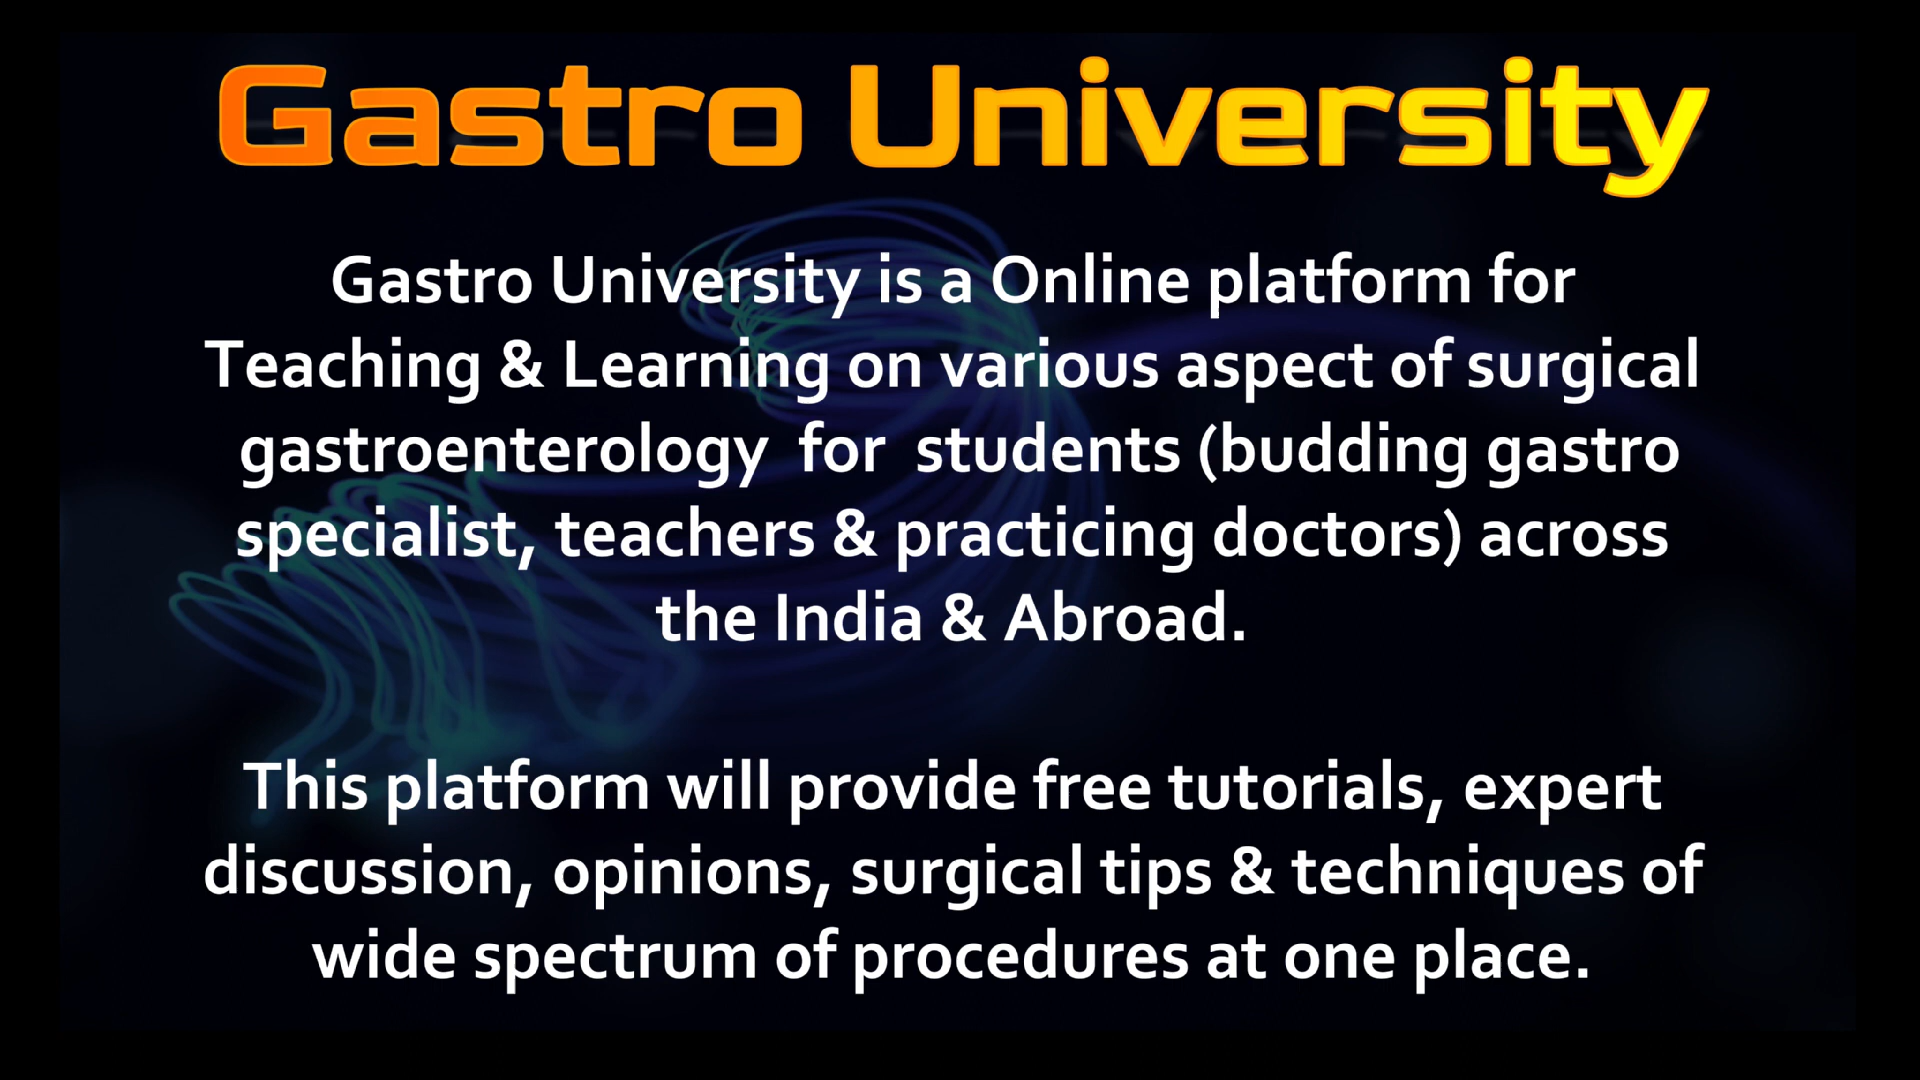 Gastro University
Gastro University is a Online platform for
Teaching & Learning on various aspect of surgical
gastroenterology for students (budding gastro
specialist, teachers & practicing doctors) across
the India & Abroad.
This platform will provide free tutorials, expert
discussion, opinions, surgical tips & techniques of
wide spectrum of procedures at one place.